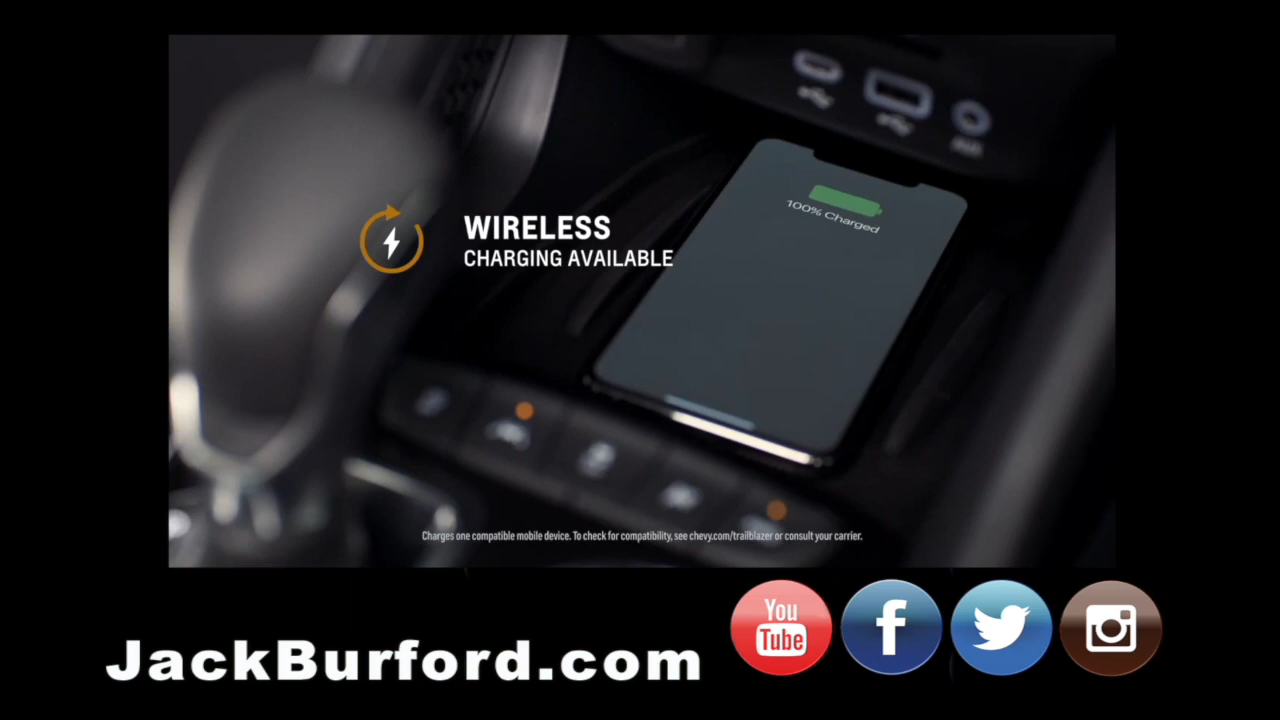 100% Charged
WIRELESS
CHARGING AVAILABLE
Charges one compatible mobile device. To check for compatibility, see chevy.com/trailblazer or consult your carrier.
JackBurford.com
You
Tube
f